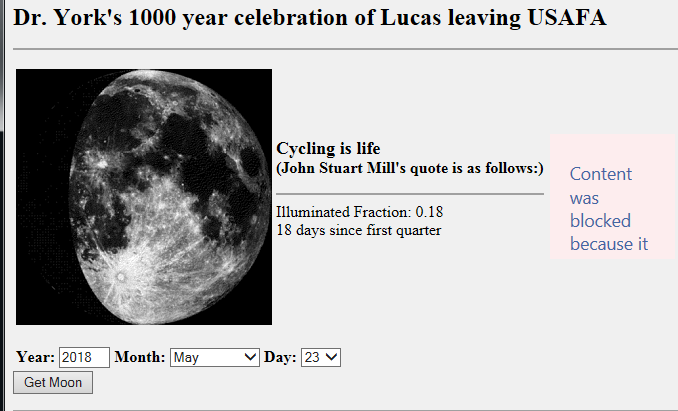 Dr. York's 1000 year celebration of Lucas leaving USAFA
Cycling is life
(John Stuart Mill's quote is as follows:)
Illuminated Fraction: 0.18
18 days since first quarter
Content
was
blocked
because it
Year: 2018 Month: May Day: 23
Get Moon